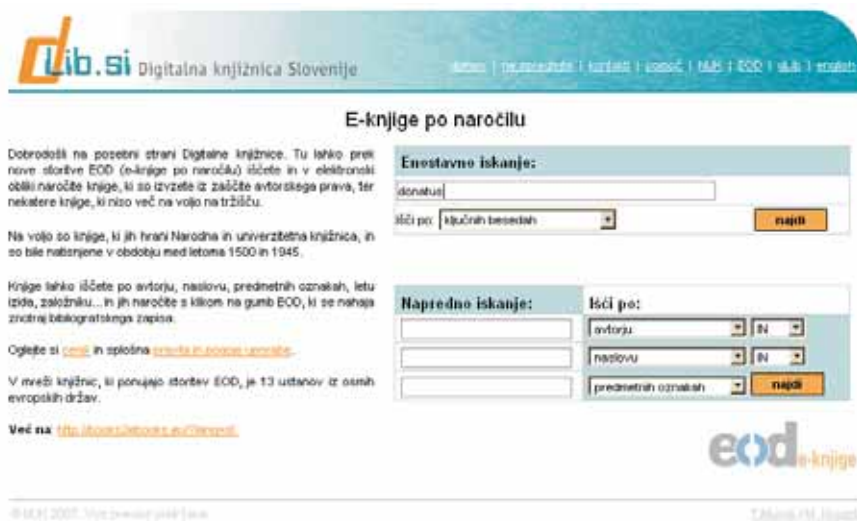 dLib.si Digitalna knjižnica Slovenije
kontakti | pomoč | NUK | EOD | dLib | english
E-knjige po naročilu
Dobrodošli na posebni strani Digitalne knjižnice. Tu lahko prek
nove storitve EOD (e-knjige po naročilu) iščete in v elektronski
obliki naročite knjige, ki so izvzete iz zaščite avtorskega prava, ter
nekatere knjige, ki niso več na voljo na tržišču.
Na voljo so knjige, ki jih hrani Narodna in univerzitetna knjižnica, in
so bile natisnjene v obdobju med letoma 1500 in 1945.
Knjige lahko iščete po avtorju, naslovu, predmetnih oznakah, letu
izida, založniku... in jih naročite s klikom na gumb EOD, ki se nahaja
znotraj bibliografskega zapisa.
Oglejte si cenik in splošna pravila in pogoje uporabe.
V mreži knjižnic, ki ponujajo storitev EOD, je 13 ustanov iz osmih
evropskih držav.
Več na:
Enostavno iskanje:
donatus
Išči po: ključnih besedah
najdi
Napredno iskanje: Išči po:
avtorju IN
naslovu IN
predmetnih oznakah najdi
eod e-knjige